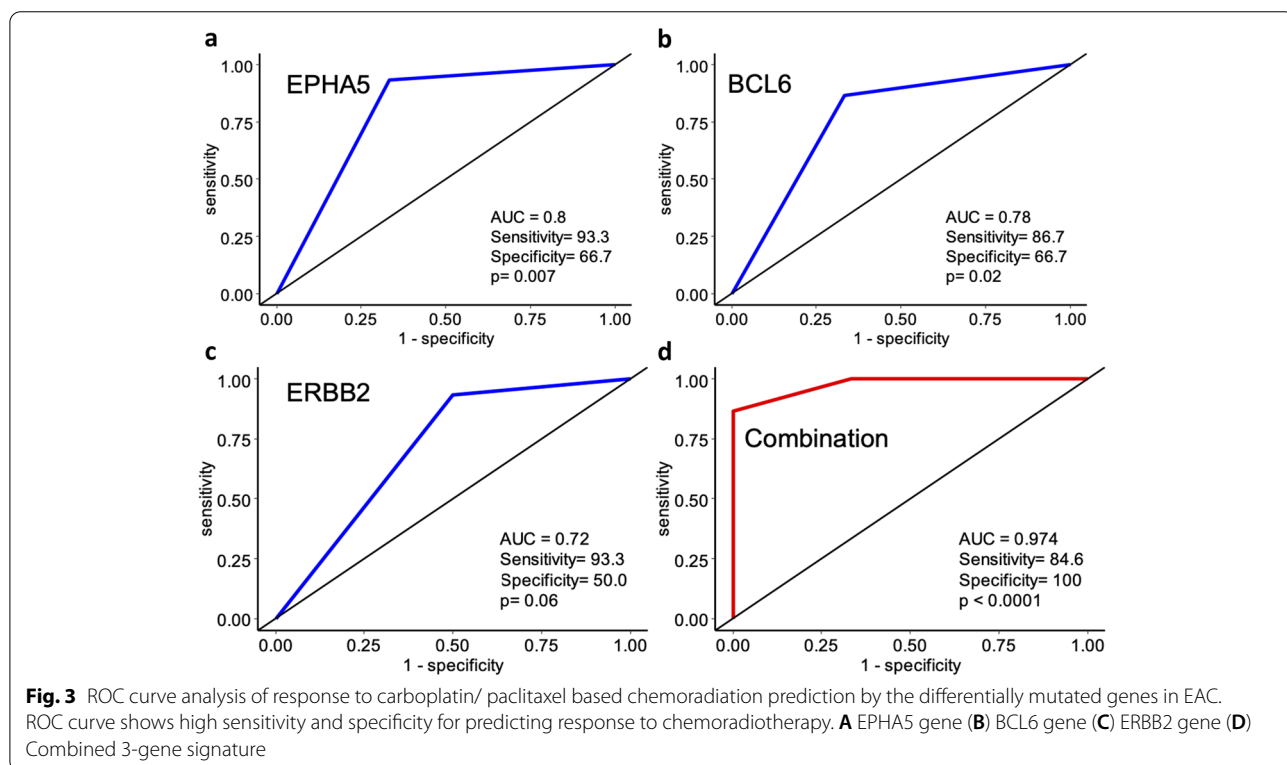 a
EPHA5
1.00
0.75
0.50
0.25
0.00
sensitivity
AUC = 0.8
Sensitivity= 93.3
Specificity= 66.7
p= 0.007
0.00 0.25 0.50 0.75 1.00
1 - specificity
b
BCL6
1.00
0.75
0.50
0.25
0.00
sensitivity
AUC = 0.78
Sensitivity= 86.7
Specificity= 66.7
p= 0.02
0.00 0.25 0.50 0.75 1.00
1 - specificity
c
ERBB2
1.00
0.75
0.50
0.25
0.00
sensitivity
AUC = 0.72
Sensitivity= 93.3
Specificity= 50.0
p= 0.06
0.00 0.25 0.50 0.75 1.00
1 - specificity
d
Combination
1.00
0.75
0.50
0.25
0.00
sensitivity
AUC = 0.974
Sensitivity= 84.6
Specificity= 100
p < 0.0001
0.00 0.25 0.50 0.75 1.00
1 - specificity
Fig. 3 ROC curve analysis of response to carboplatin/ paclitaxel based chemoradiation prediction by the differentially mutated genes in EAC.
ROC curve shows high sensitivity and specificity for predicting response to chemoradiotherapy. A EPHA5 gene (B) BCL6 gene (C) ERBB2 gene (D)
Combined 3-gene signature